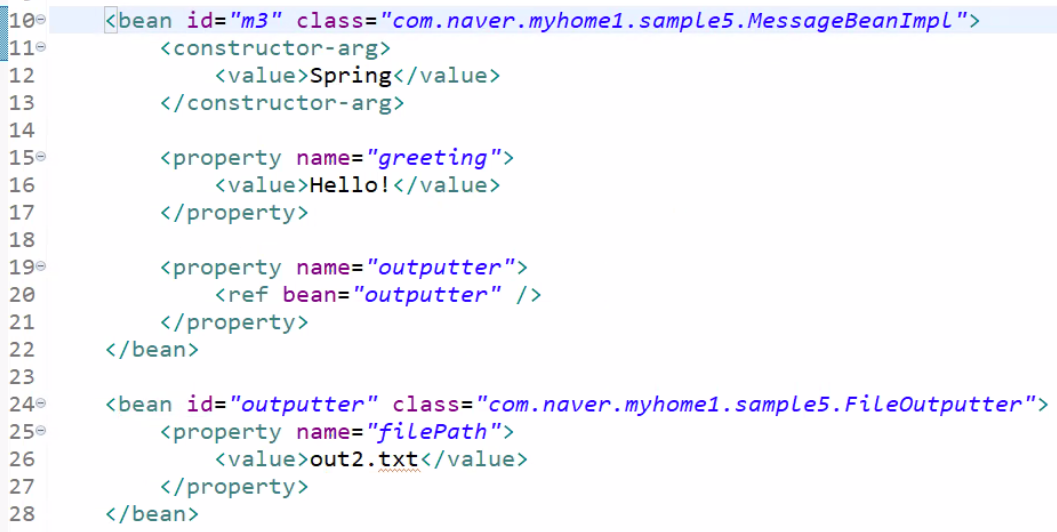 10 <bean id="m3" class="com.naver.myhome1.sample5.MessageBeanImpl">
11 <constructor-arg>
12 <value>Spring</value>
13 </constructor-arg>
14
15 <property name="greeting">
16 <value>Hello!</value>
17 </property>
18
19 <property name="outputter">
20 <ref bean="outputter" />
21 </property>
22 </bean>
23
24 <bean id="outputter" class="com.naver.myhome1.sample5.FileOutputter">
25 <property name="filePath">
26 <value>out2.txt</value>
27 </property>
28 </bean>